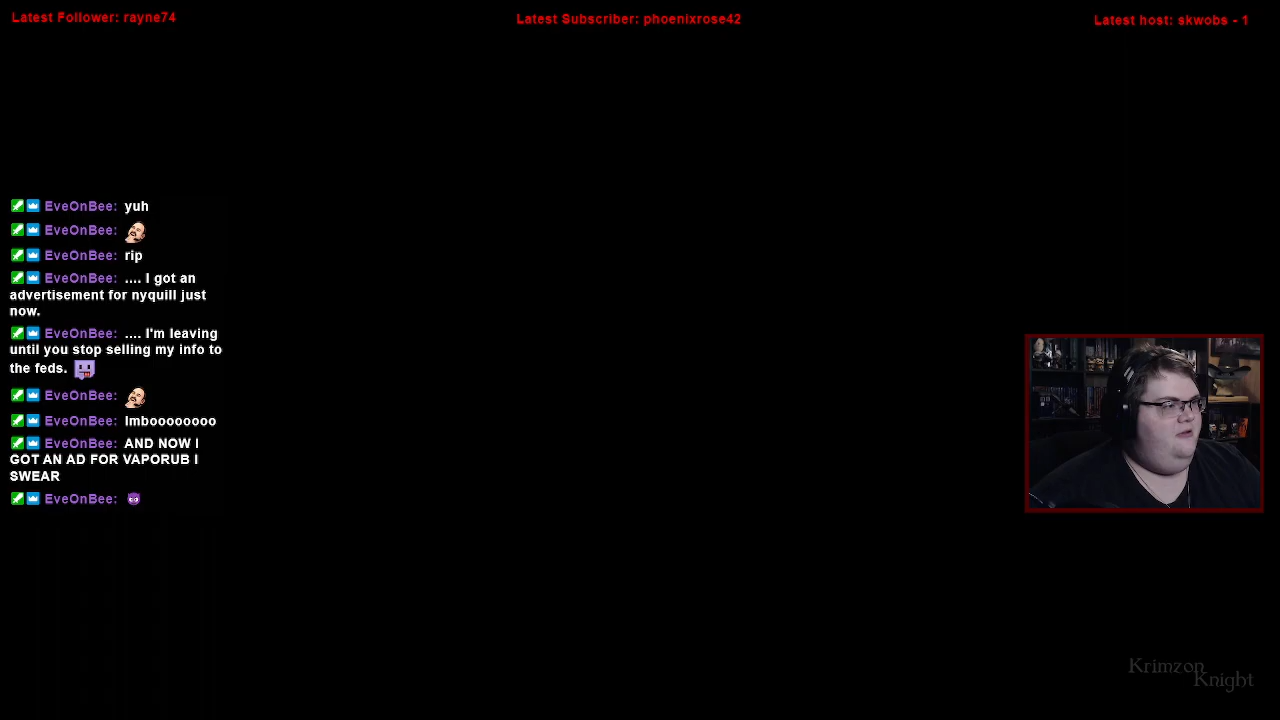 Latest Follower: rayne74
Latest Subscriber: phoenixrose42
Latest host: skwobs - 1
EveOnBee: yuh
EveOnBee:
EveOnBee: rip
EveOnBee: .... I got an
advertisement for nyquill just
now.
EveOnBee: .... I'm leaving
until you stop selling my info to
the feds.
EveOnBee:
EveOnBee: lmboooooooo
EveOnBee: AND NOW I
GOT AN AD FOR VAPORUB I
SWEAR
EveOnBee:
Krimzon
Knight